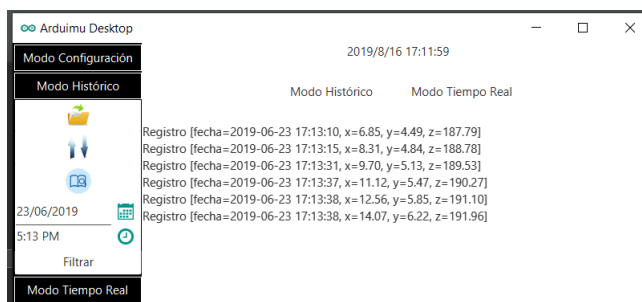 Arduimu Desktop
Modo Configuración
2019/8/16 17:11:59
Modo Histórico
Modo Histórico
Modo Tiempo Real
Registro [fecha=2019-06-23 17:13:10, x=6.85, y=4.49, z=187.79]
Registro [fecha=2019-06-23 17:13:15, x=8.31, y=4.84, z=188.78]
Registro [fecha=2019-06-23 17:13:31, x=9.70, y=5.13, z=189.53]
Registro [fecha=2019-06-23 17:13:37, x=11.12, y=5.47, z=190.27]
Registro [fecha=2019-06-23 17:13:38, x=12.56, y=5.85, z=191.10]
Registro [fecha=2019-06-23 17:13:38, x=14.07, y=6.22, z=191.96]
23/06/2019
5:13 PM
Filtrar
Modo Tiempo Real